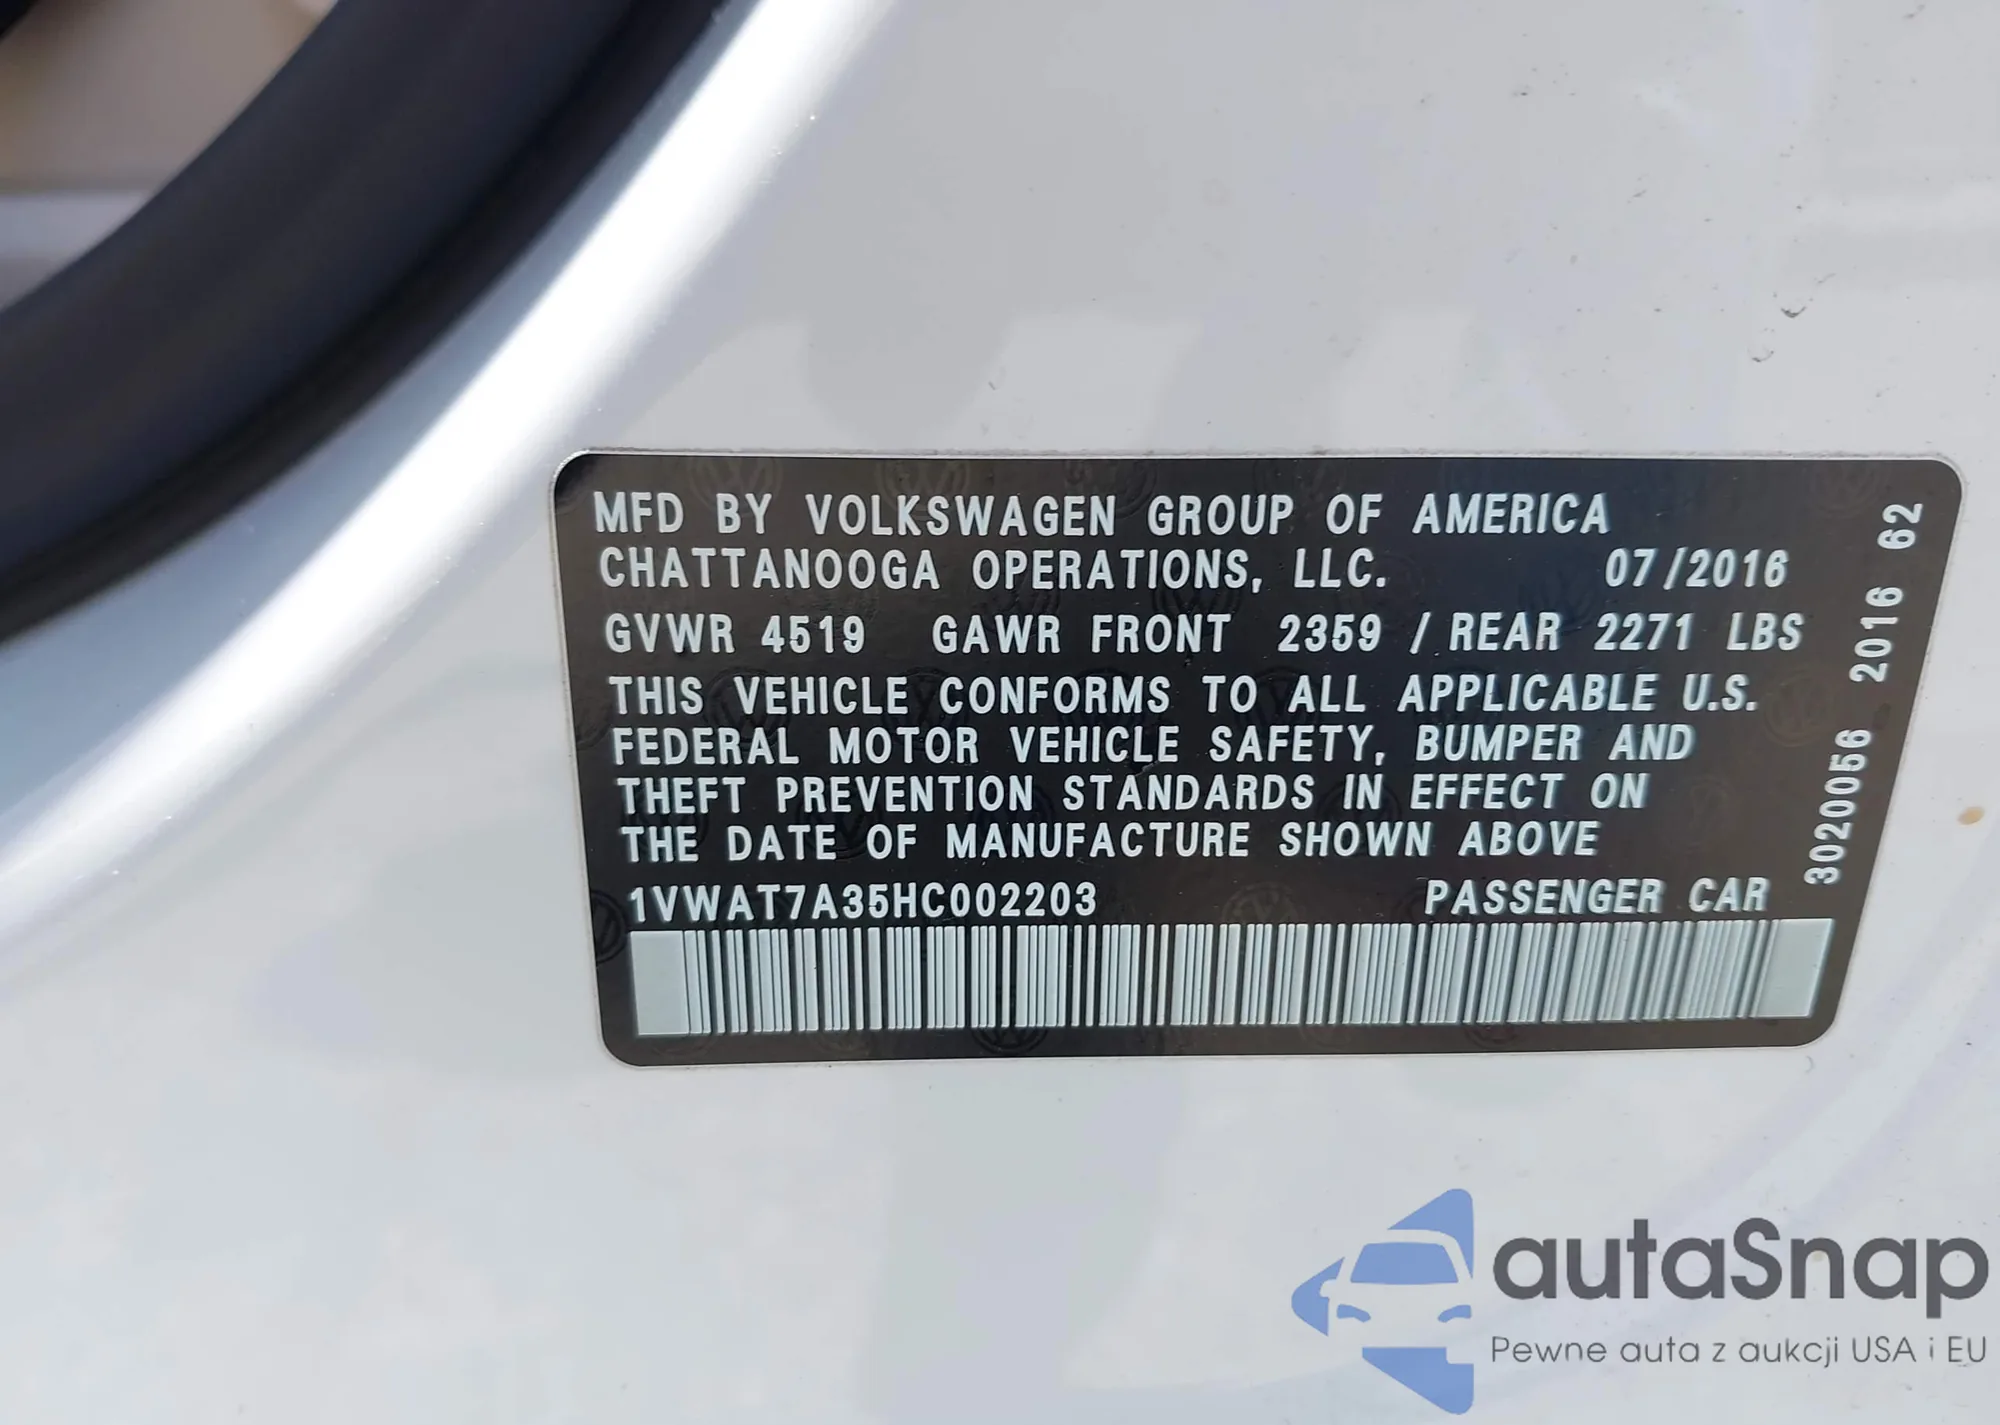 MFD BY VOLKSWAGEN GROUP OF AMERICA
CHATTANOOGA OPERATIONS, LLC. 07/2016
GVWR 4519 GAWR FRONT 2359 / REAR 2271 LBS
THIS VEHICLE CONFORMS TO ALL APPLICABLE U.S.
FEDERAL MOTOR VEHICLE SAFETY, BUMPER AND
THEFT PREVENTION STANDARDS IN EFFECT ON
THE DATE OF MANUFACTURE SHOWN ABOVE
1VWAT7A35HC002203 PASSENGER CAR
3020056 2016 62
autaSnap
Pewne auta z aukcji USA i EU